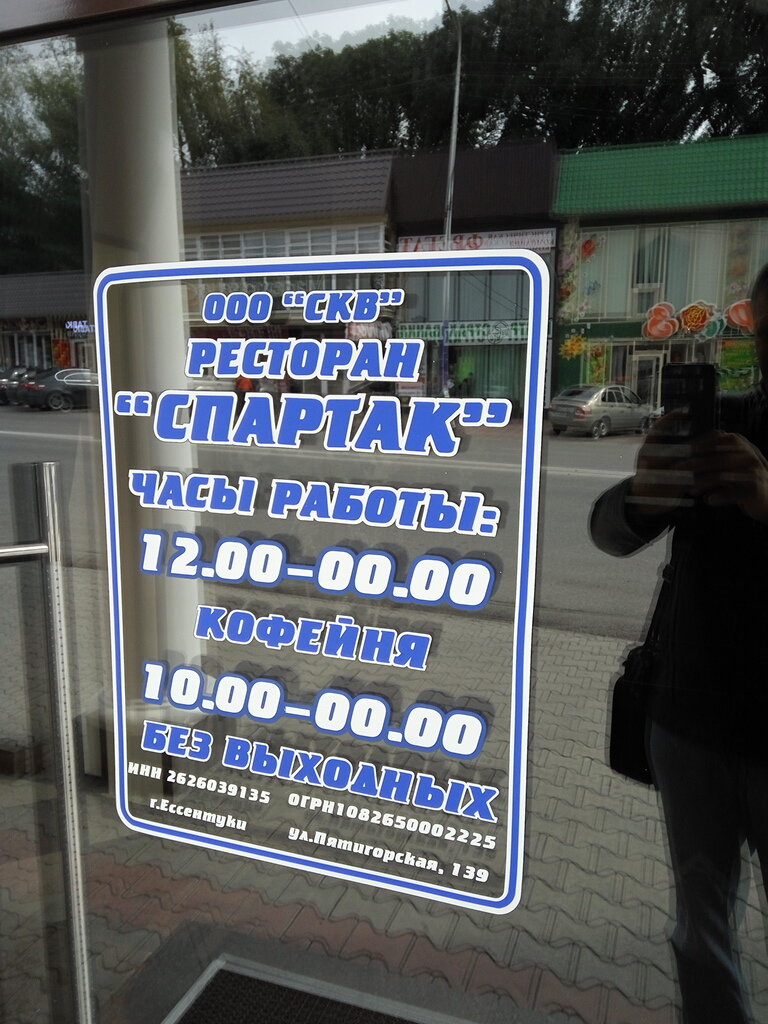 ООО “СКВ”
РЕСТОРАН
“СПАРТАК”
ЧАСЫ РАБОТЫ:
12.00–00.00
КОФЕЙНЯ
10.00–00.00
БЕЗ ВЫХОДНЫХ
ИНН 2626039135 ОГРН1082650002225
г.Ессентуки ул.Пятигорская, 139